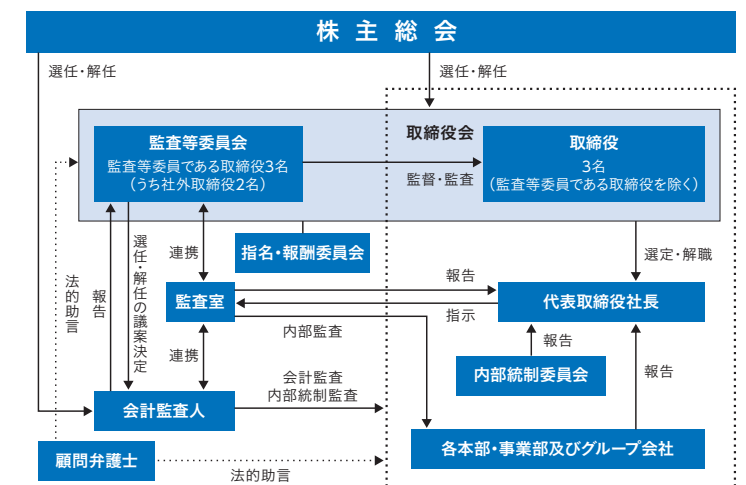 株主総会
選任・解任
選任・解任
取締役会
監査等委員会
監査等委員である取締役3名
（うち社外取締役2名）
監督・監査
取締役
3名
（監査等委員である取締役を除く）
指名・報酬委員会
選定・解職
法的助言
報告
選任・解任の議案決定
連携
監査室
報告
指示
代表取締役社長
内部監査
連携
報告
内部統制委員会
報告
会計監査
内部統制監査
会計監査人
各本部・事業部及びグループ会社
顧問弁護士
法的助言